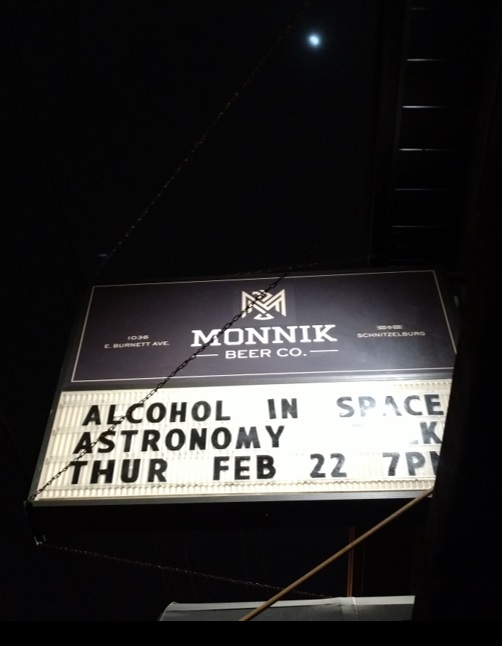 1036
E. BURNETT AVE.
MONNIK
BEER CO.
SCHNITZELBURG
ALCOHOL IN SPACE
ASTRONOMY
THUR FEB 22 7P